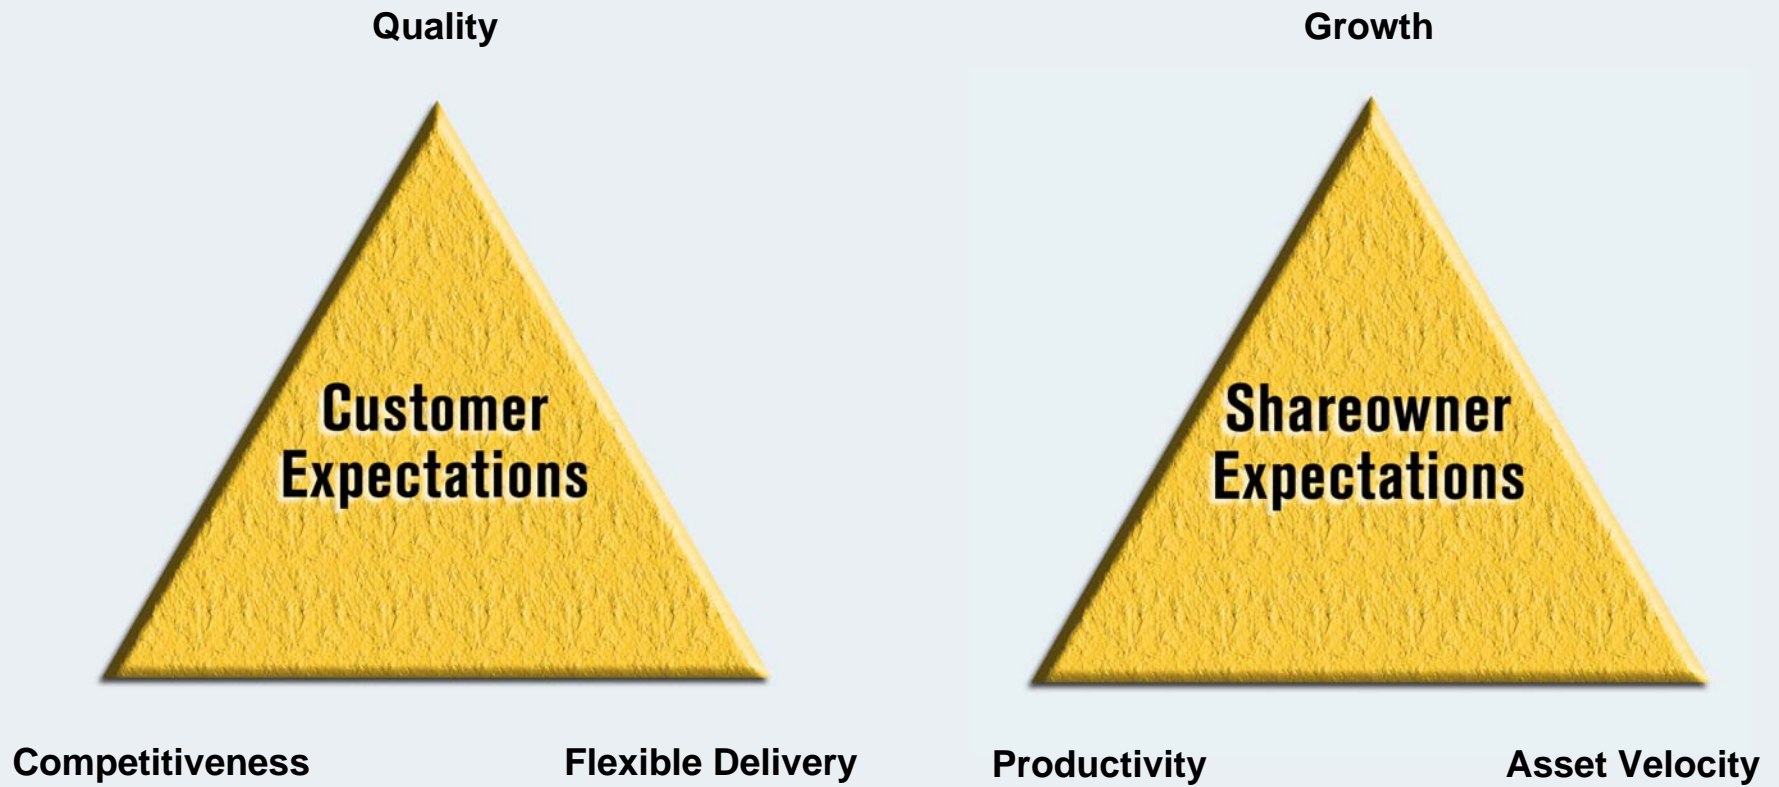 Quality
Customer
Expectations
Competitiveness
Flexible Delivery
Growth
Shareowner
Expectations
Productivity
Asset Velocity